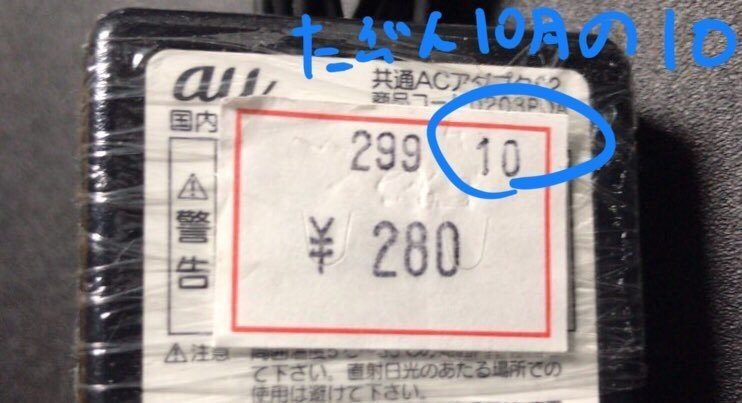 たぶん10月の10
au
共通ACアダプタ02
国内
299 10
¥ 280
警告
注意
て下さい。直射日光のあたる場所での
使用は避けて下さい。